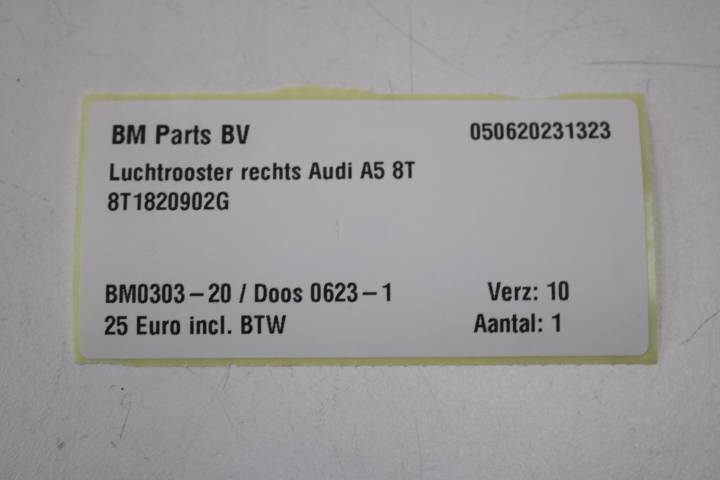 BM Parts BV 050620231323
Luchtrooster rechts Audi A5 8T
8T1820902G
BM0303-20 / Doos 0623-1 Verz: 10
25 Euro incl. BTW Aantal: 1